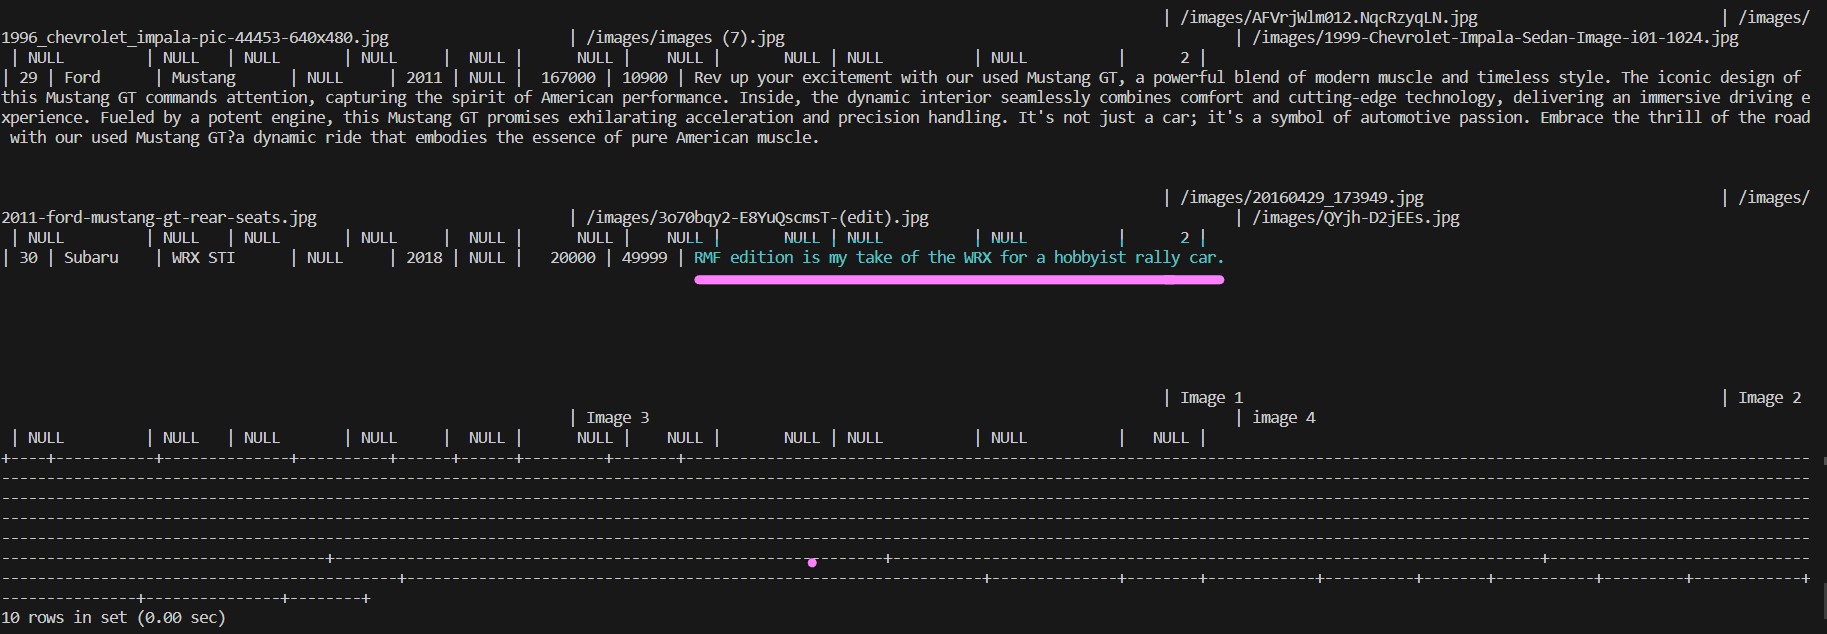 | /images/AFVrjWlm012.NqcRzyqLN.jpg | /images/
1996_chevrolet_impala-pic-44453-640x480.jpg | /images/images (7).jpg | /images/1999-Chevrolet-Impala-Sedan-Image-i01-1024.jpg
| NULL | NULL | NULL | NULL | NULL | NULL | NULL | NULL | NULL | NULL | 2 |
| 29 | Ford | Mustang | NULL | 2011 | NULL | 167000 | 10900 | Rev up your excitement with our used Mustang GT, a powerful blend of modern muscle and timeless style. The iconic design of
this Mustang GT commands attention, capturing the spirit of American performance. Inside, the dynamic interior seamlessly combines comfort and cutting-edge technology, delivering an immersive driving e
xperience. Fueled by a potent engine, this Mustang GT promises exhilarating acceleration and precision handling. It's not just a car; it's a symbol of automotive passion. Embrace the thrill of the road
with our used Mustang GT?a dynamic ride that embodies the essence of pure American muscle.
| /images/20160429_173949.jpg | /images/
2011-ford-mustang-gt-rear-seats.jpg | /images/3o70bqy2-E8YuQscmsT-(edit).jpg | /images/QYjh-D2jEEs.jpg
| NULL | NULL | NULL | NULL | NULL | NULL | NULL | NULL | NULL | NULL | 2 |
| 30 | Subaru | WRX STI | NULL | 2018 | NULL | 20000 | 49999 | RMF edition is my take of the WRX for a hobbyist rally car.
| Image 1 | Image 2
| Image 3 | image 4
| NULL | NULL | NULL | NULL | NULL | NULL | NULL | NULL | NULL | NULL | NULL |
10 rows in set (0.00 sec)